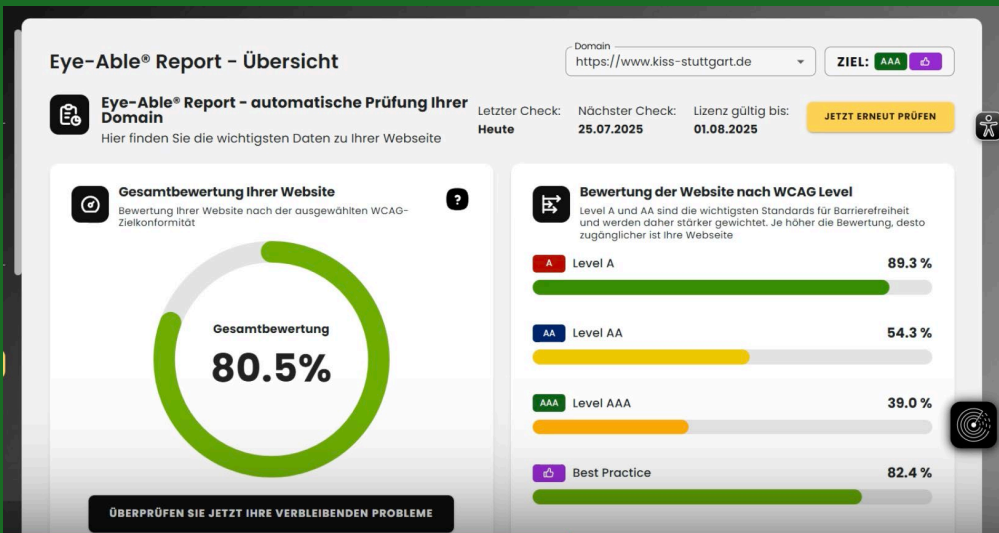 Eye-Able® Report - Übersicht
Domain
https://www.kiss-stuttgart.de
ZIEL: AAA
Eye-Able® Report - automatische Prüfung Ihrer
Domain
Hier finden Sie die wichtigsten Daten zu Ihrer Webseite
Letzter Check:
Heute
Nächster Check:
25.07.2025
Lizenz gültig bis:
01.08.2025
JETZT ERNEUT PRÜFEN
Gesamtbewertung Ihrer Website
Bewertung Ihrer Website nach der ausgewählten WCAG-
Zielkonformität
?
Gesamtbewertung
80.5%
ÜBERPRÜFEN SIE JETZT IHRE VERBLEIBENDEN PROBLEME
Bewertung der Website nach WCAG Level
Level A und AA sind die wichtigsten Standards für Barrierefreiheit
und werden daher stärker gewichtet. Je höher die Bewertung, desto
zugänglicher ist Ihre Webseite
A Level A 89.3 %
AA Level AA 54.3 %
AAA Level AAA 39.0 %
Best Practice 82.4 %